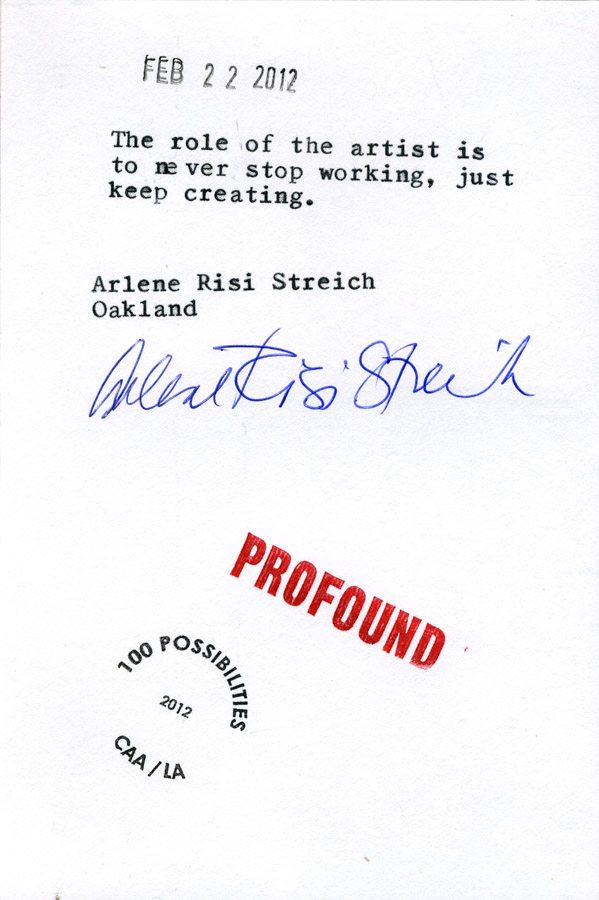 FEB 22 2012
The role of the artist is
to never stop working, just
keep creating.
Arlene Risi Streich
Oakland
Arlene Risi Streich
PROFOUND
100 POSSIBILITIES
2012
CAA/LA